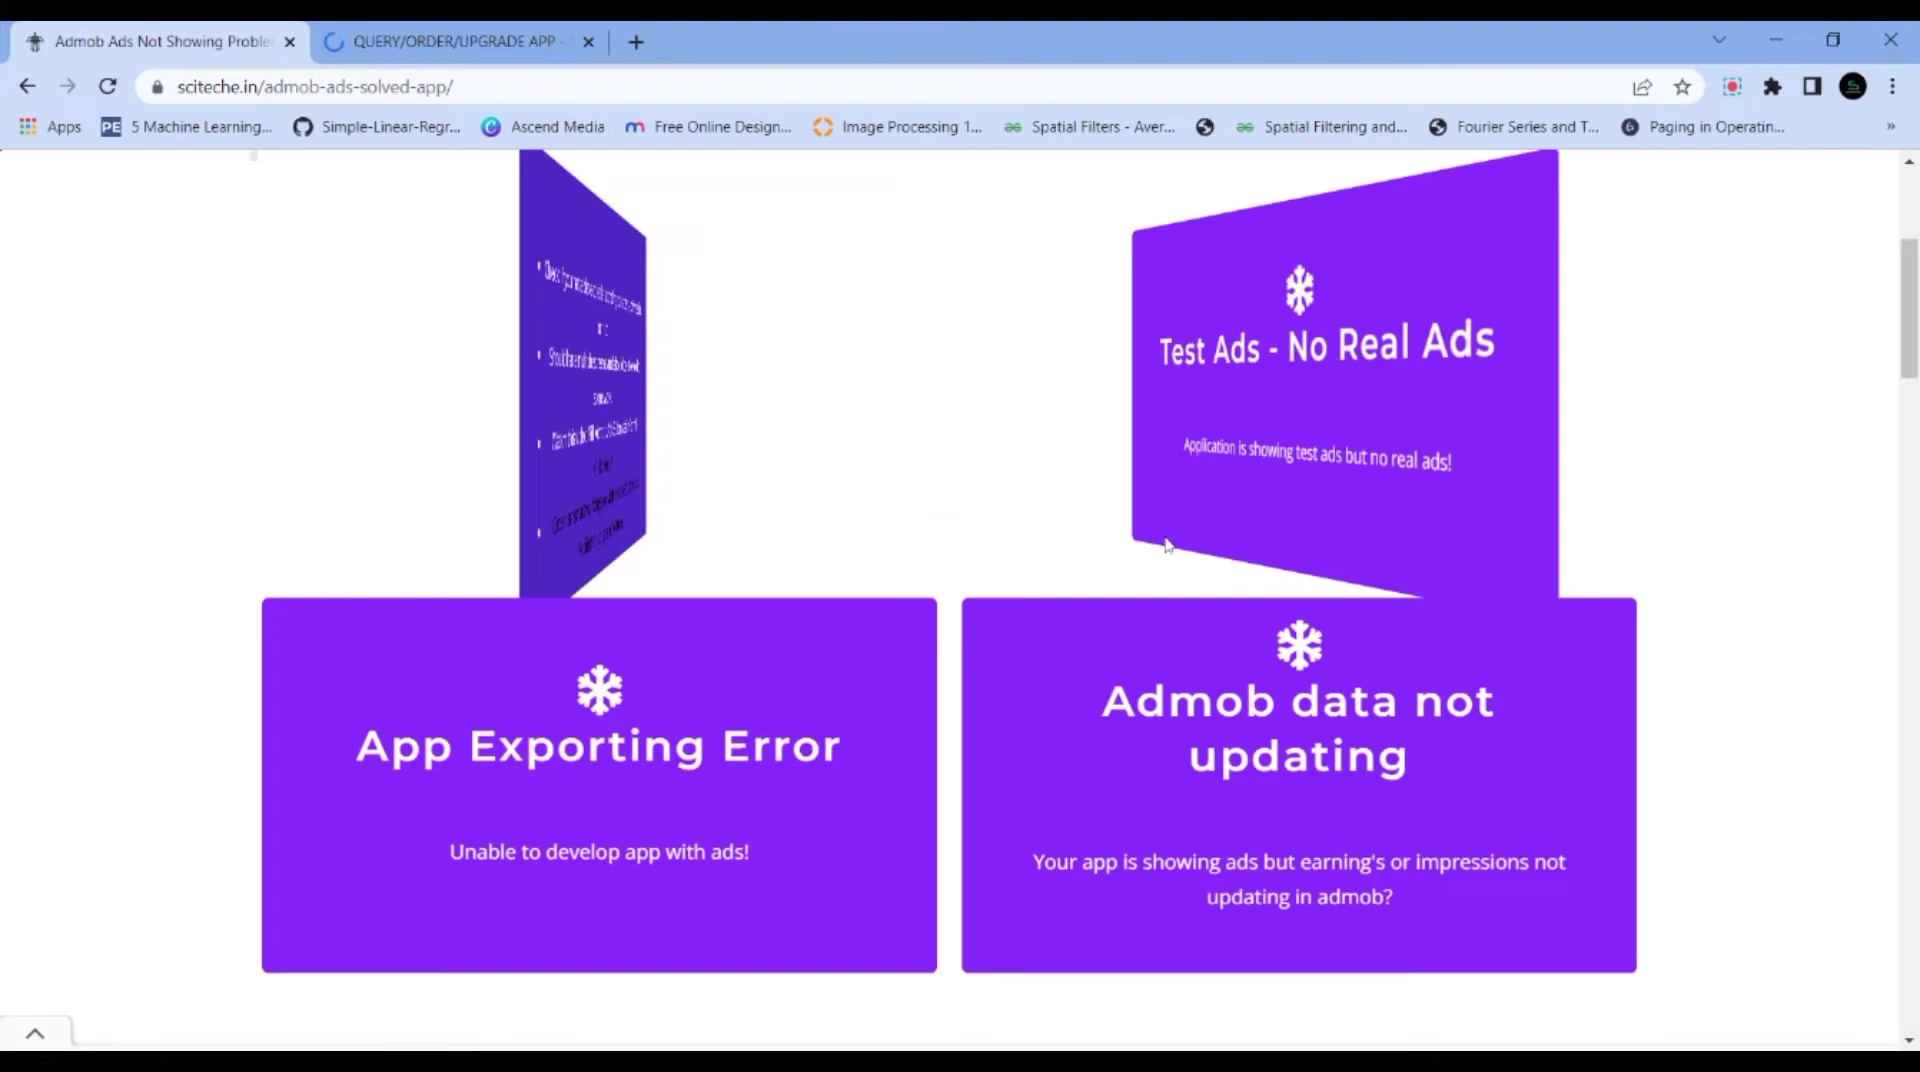 Admob Ads Not Showing Proble
QUERY/ORDER/UPGRADE APP -
sciteche.in/admob-ads-solved-app/
Apps
PE
5 Machine Learning...
Simple-Linear-Regr...
Ascend Media
Free Online Design...
Image Processing 1...
Spatial Filters - Aver...
Spatial Filtering and...
Fourier Series and T...
Paging in Operatin...
Test Ads - No Real Ads
Application is showing test ads but no real ads!
App Exporting Error
Unable to develop app with ads!
Admob data not
updating
Your app is showing ads but earning's or impressions not
updating in admob?